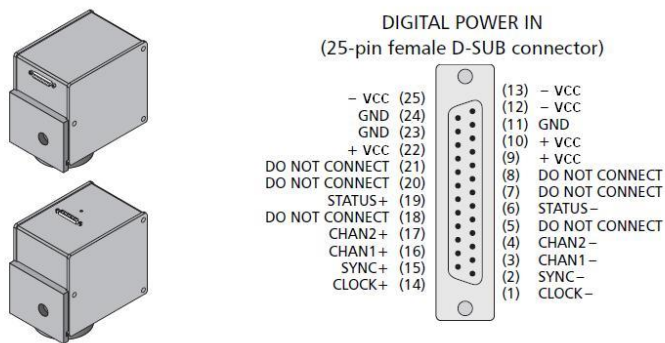 DIGITAL POWER IN
(25-pin female D-SUB connector)
– VCC (25)
GND (24)
GND (23)
+ VCC (22)
DO NOT CONNECT (21)
DO NOT CONNECT (20)
STATUS+ (19)
DO NOT CONNECT (18)
CHAN2+ (17)
CHAN1+ (16)
SYNC+ (15)
CLOCK+ (14)
(13) – VCC
(12) – VCC
(11) GND
(10) + VCC
(9) + VCC
(8) DO NOT CONNECT
(7) DO NOT CONNECT
(6) STATUS–
(5) DO NOT CONNECT
(4) CHAN2–
(3) CHAN1–
(2) SYNC–
(1) CLOCK–